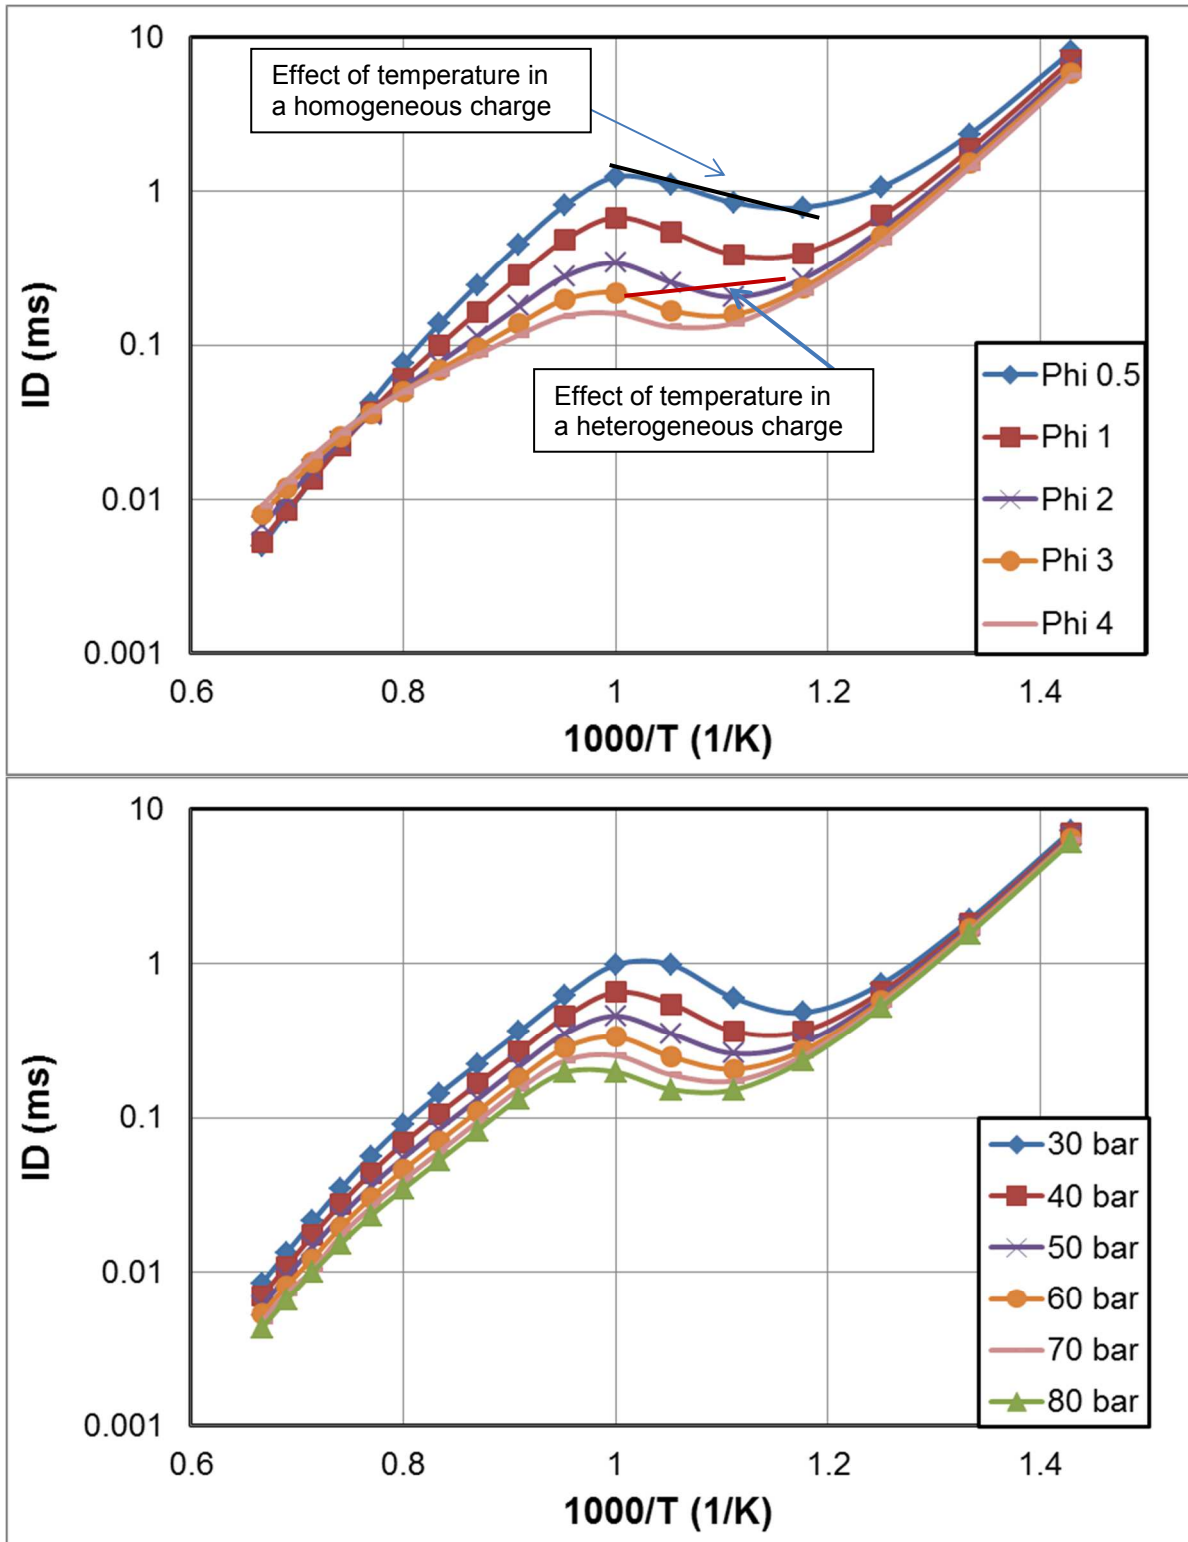 10
Effect of temperature in
a homogeneous charge
1
ID (ms)
0.1
Effect of temperature in
a heterogeneous charge
0.01
0.001
Phi 0.5
Phi 1
Phi 2
Phi 3
Phi 4
0.6 0.8 1 1.2 1.4
1000/T (1/K)
10
1
ID (ms)
0.1
0.01
0.001
30 bar
40 bar
50 bar
60 bar
70 bar
80 bar
0.6 0.8 1 1.2 1.4
1000/T (1/K)